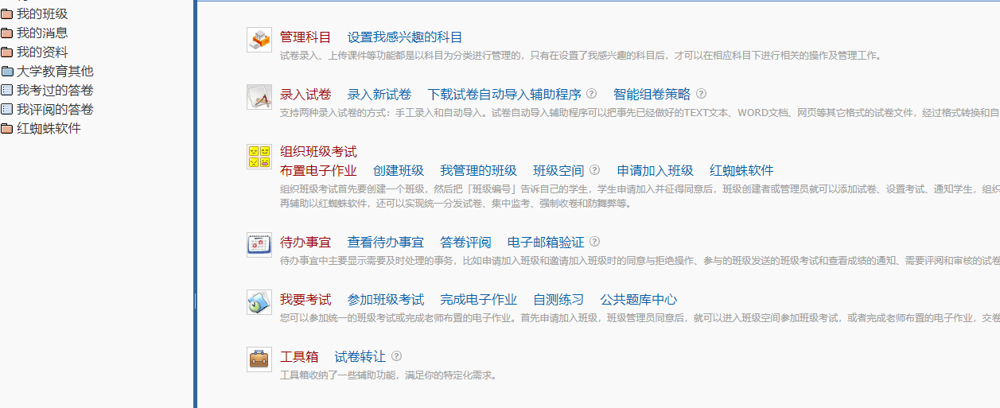 我的班级
我的消息
我的资料
大学教育其他
我考过的答卷
我评阅的答卷
红蜘蛛软件
管理科目 设置我感兴趣的科目
试卷录入、上传课件等功能都是以科目为分类进行管理的，只有在设置了我感兴趣的科目后，才可以在相应科目下进行相关的操作及管理工作。
录入试卷 录入新试卷 下载试卷自动导入辅助程序 智能组卷策略
支持两种录入试卷的方式：手工录入和自动导入。试卷自动导入辅助程序可以把事先已经做好的TEXT文本、WORD文档、网页等其它格式的试卷文件，经过格式转换和自
组织班级考试
布置电子作业 创建班级 我管理的班级 班级空间 申请加入班级 红蜘蛛软件
组织班级考试首先要创建一个班级，然后把「班级编号」告诉自己的学生，学生申请加入并征得同意后，班级创建者或管理员就可以添加试卷、设置考试、通知学生，组织
再辅助以红蜘蛛软件，还可以实现统一分发试卷、集中监考、强制收卷和防舞弊等。
待办事宜 查看待办事宜 答卷评阅 电子邮箱验证
待办事宜中主要显示需要及时处理的事务，比如申请加入班级和邀请加入班级时的同意与拒绝操作、参与的班级发送的班级考试和查看成绩的通知、需要评阅和审核的试卷
我要考试 参加班级考试 完成电子作业 自测练习 公共题库中心
您可以参加统一的班级考试或完成老师布置的电子作业。首先申请加入班级，班级管理员同意后，就可以进入班级空间参加班级考试，或者完成老师布置的电子作业，交卷
工具箱 试卷转让
工具箱收纳了一些辅助功能，满足你的特定化需求。